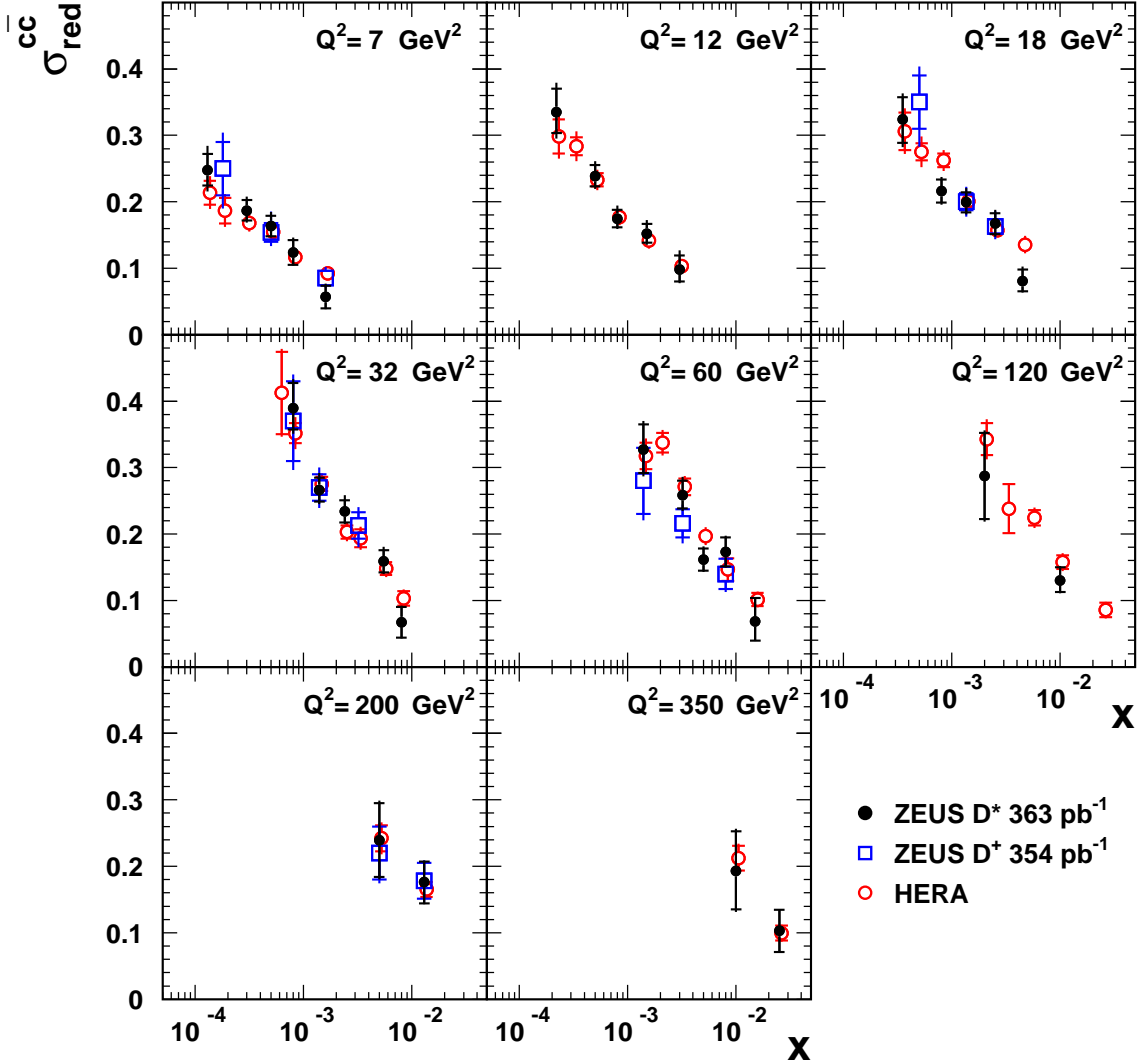 σ_red^{cc̄}
Q²= 7 GeV²
Q²= 12 GeV²
Q²= 18 GeV²
0.4
0.3
0.2
0.1
0
Q²= 32 GeV²
Q²= 60 GeV²
Q²= 120 GeV²
0.4
0.3
0.2
0.1
0
10⁻⁴ 10⁻³ 10⁻²
x
Q²= 200 GeV²
Q²= 350 GeV²
0.4
0.3
0.2
0.1
0
10⁻⁴ 10⁻³ 10⁻²
10⁻⁴ 10⁻³ 10⁻²
x
ZEUS D* 363 pb⁻¹
ZEUS D⁺ 354 pb⁻¹
HERA